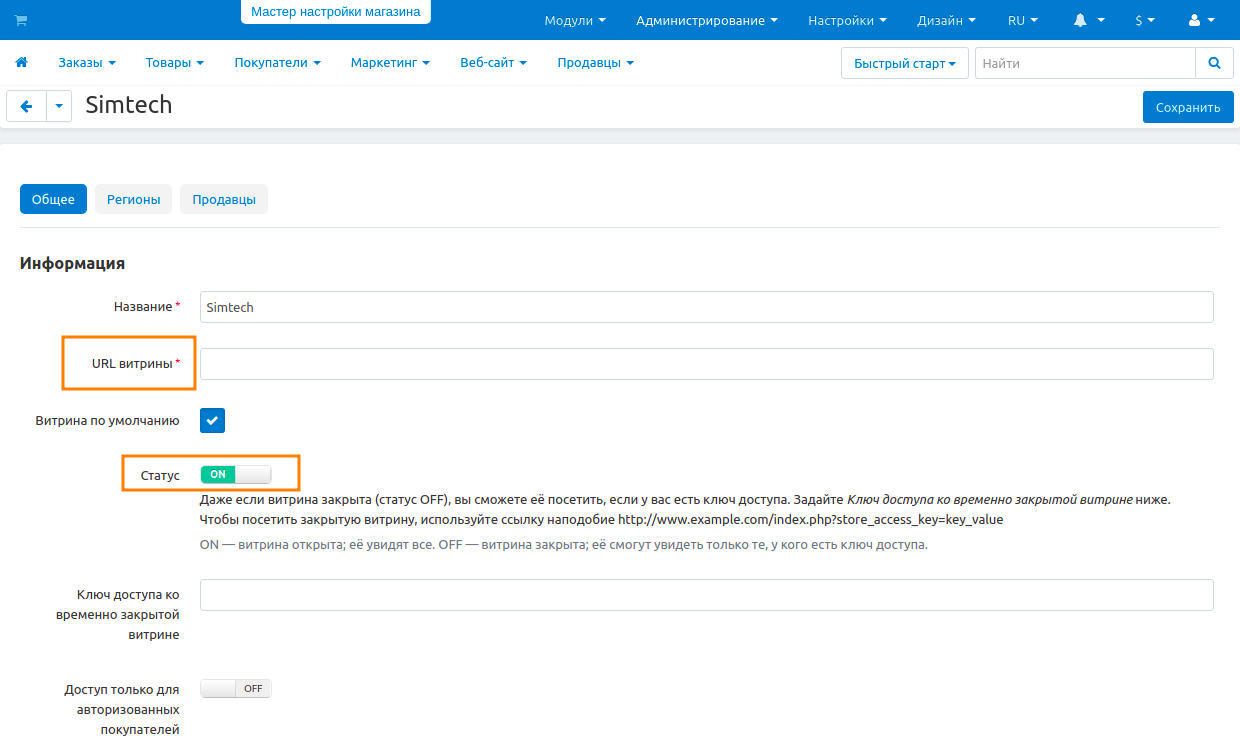 Мастер настройки магазина
Модули Администрирование Настройки Дизайн RU $
Заказы Товары Покупатели Маркетинг Веб-сайт Продавцы Быстрый старт Найти
Simtech Сохранить
Общее Регионы Продавцы
Информация
Название * Simtech
URL витрины *
Витрина по умолчанию
Статус ON
Даже если витрина закрыта (статус OFF), вы сможете её посетить, если у вас есть ключ доступа. Задайте Ключ доступа ко временно закрытой витрине ниже.
Чтобы посетить закрытую витрину, используйте ссылку наподобие http://www.example.com/index.php?store_access_key=key_value
ON — витрина открыта; её увидят все. OFF — витрина закрыта; её смогут увидеть только те, у кого есть ключ доступа.
Ключ доступа ко
временно закрытой
витрине
Доступ только для OFF
авторизованных
покупателей